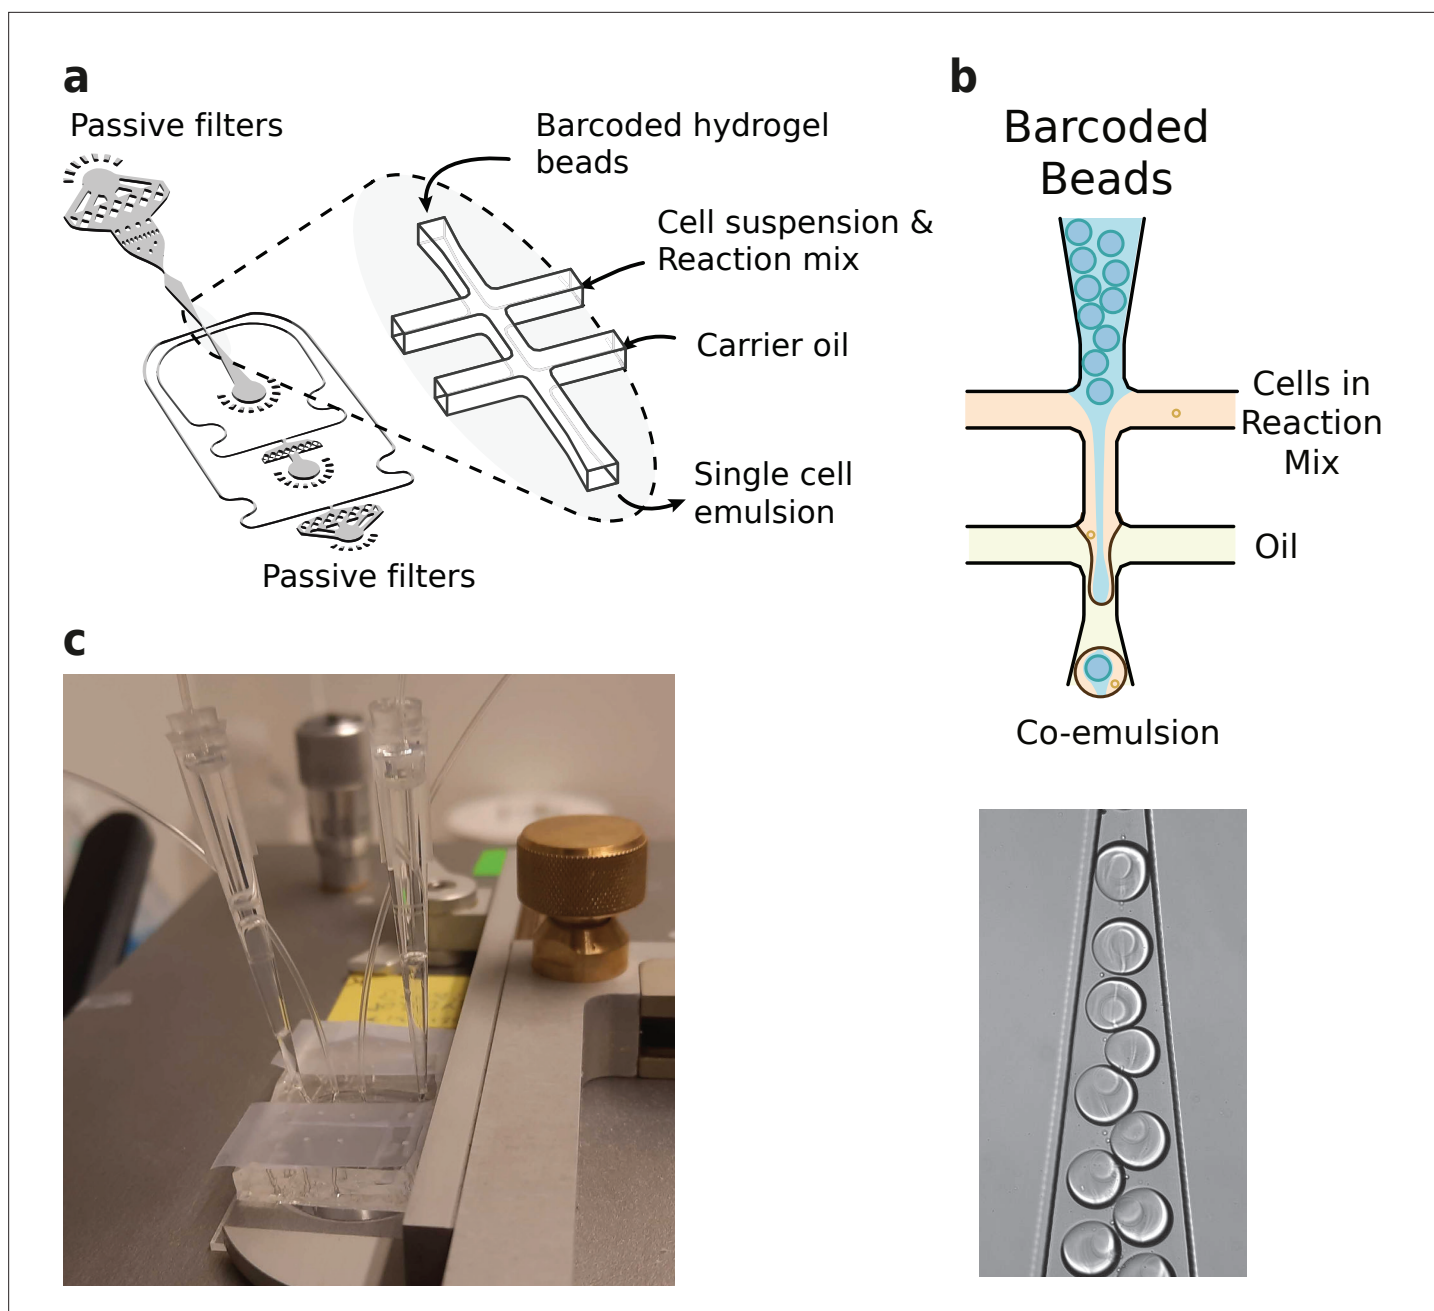 a
Passive filters
Barcoded hydrogel
beads
Cell suspension &
Reaction mix
Carrier oil
Single cell
emulsion
Passive filters
b
Barcoded
Beads
Cells in
Reaction
Mix
Oil
Co-emulsion
c